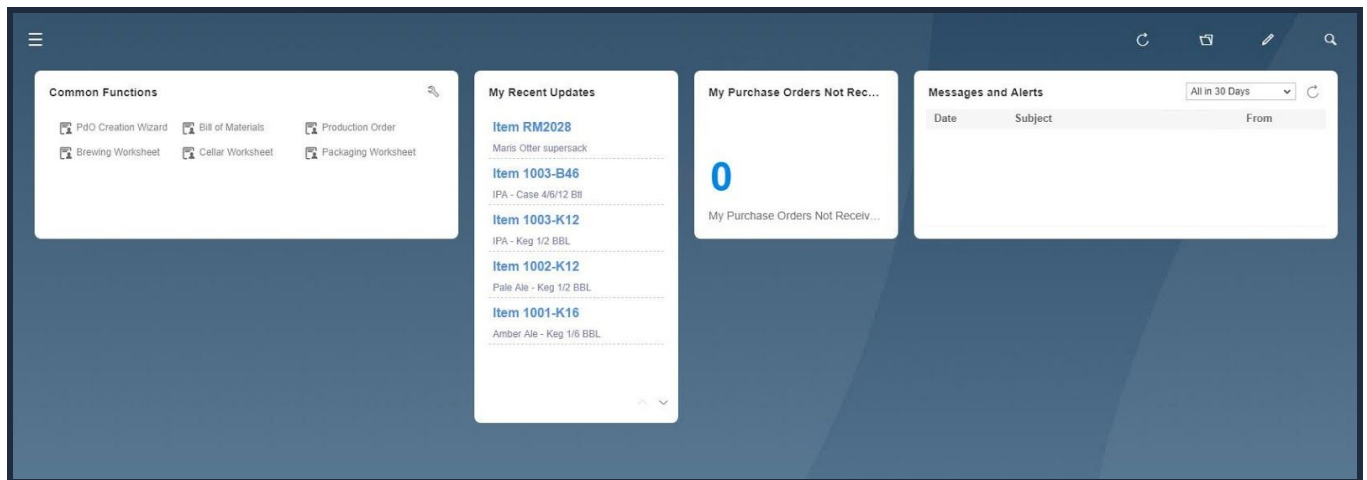 Common Functions
PdO Creation Wizard
Bill of Materials
Production Order
Brewing Worksheet
Cellar Worksheet
Packaging Worksheet
My Recent Updates
Item RM2028
Maris Otter supersack
Item 1003-B46
IPA - Case 4/6/12 Btl
Item 1003-K12
IPA - Keg 1/2 BBL
Item 1002-K12
Pale Ale - Keg 1/2 BBL
Item 1001-K16
Amber Ale - Keg 1/6 BBL
My Purchase Orders Not Rec...
0
My Purchase Orders Not Receiv...
Messages and Alerts
All in 30 Days
Date Subject From